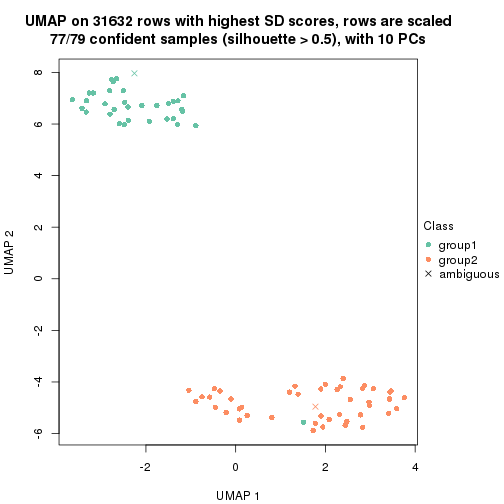 UMAP on 31632 rows with highest SD scores, rows are scaled
77/79 confident samples (silhouette > 0.5), with 10 PCs
8
6
4
2
0
-2
-4
-6
UMAP 2
-2
0
2
4
UMAP 1
Class
group1
group2
ambiguous